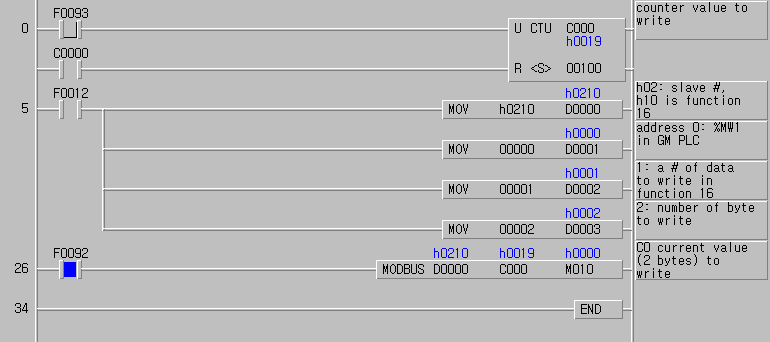 F0093
counter value to
write
0
U CTU C000
h0019
C0000
R <S> 00100
F0012
h0210
h02: slave #,
h10 is function
16
5
MOV h0210 D0000
h0000
address 0: %MW1
in GM PLC
MOV 00000 D0001
h0001
1: a # of data
to write in
function 16
MOV 00001 D0002
h0002
2: number of byte
to write
MOV 00002 D0003
F0092
h0210 h0019 h0000
C0 current value
(2 bytes) to
write
26
MODBUS D0000 C000 M010
34
END